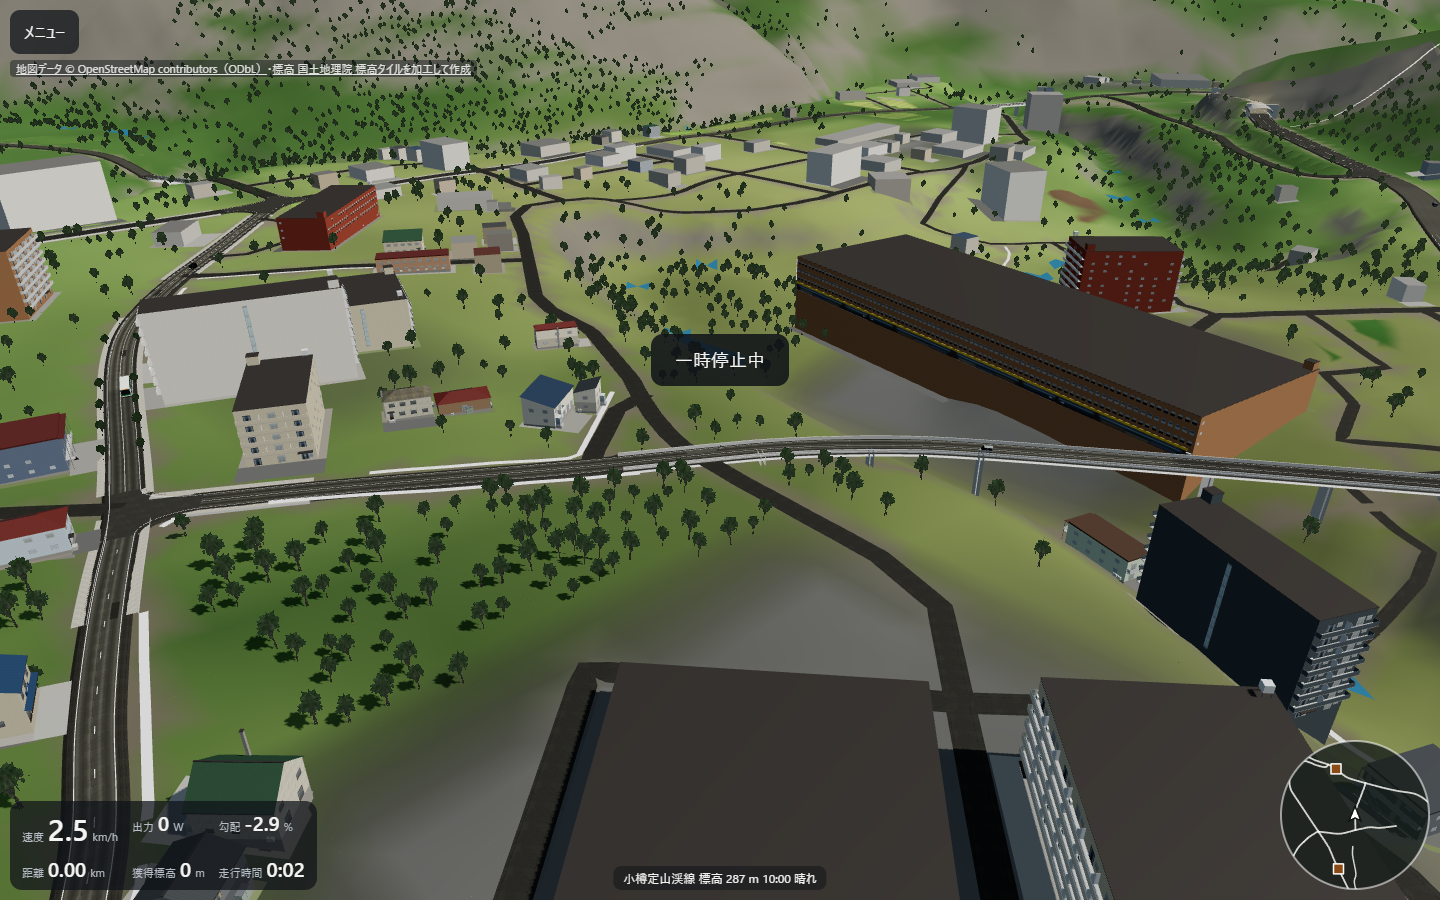 メニュー
地図データ © OpenStreetMap contributors（ODbL）・標高 国土地理院 標高タイルを加工して作成
一時停止中
速度 2.5 km/h 出力 0 W 勾配 -2.9 %
距離 0.00 km 獲得標高 0 m 走行時間 0:02
小樽定山渓線 標高 287 m 10:00 晴れ